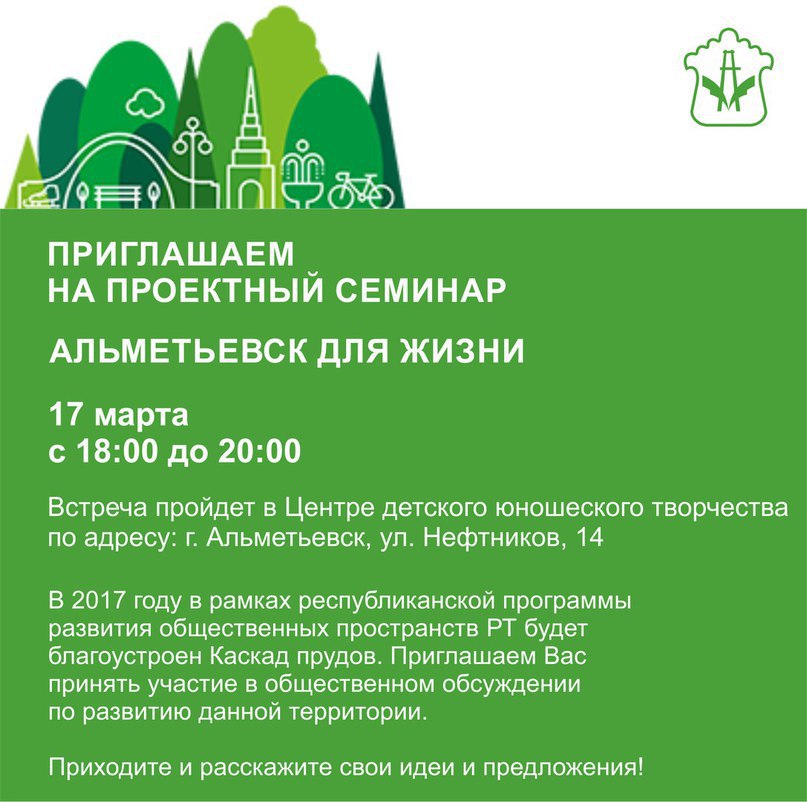 ПРИГЛАШАЕМ
НА ПРОЕКТНЫЙ СЕМИНАР
АЛЬМЕТЬЕВСК ДЛЯ ЖИЗНИ
17 марта
с 18:00 до 20:00
Встреча пройдет в Центре детского юношеского творчества
по адресу: г. Альметьевск, ул. Нефтников, 14
В 2017 году в рамках республиканской программы
развития общественных пространств РТ будет
благоустроен Каскад прудов. Приглашаем Вас
принять участие в общественном обсуждении
по развитию данной территории.
Приходите и расскажите свои идеи и предложения!